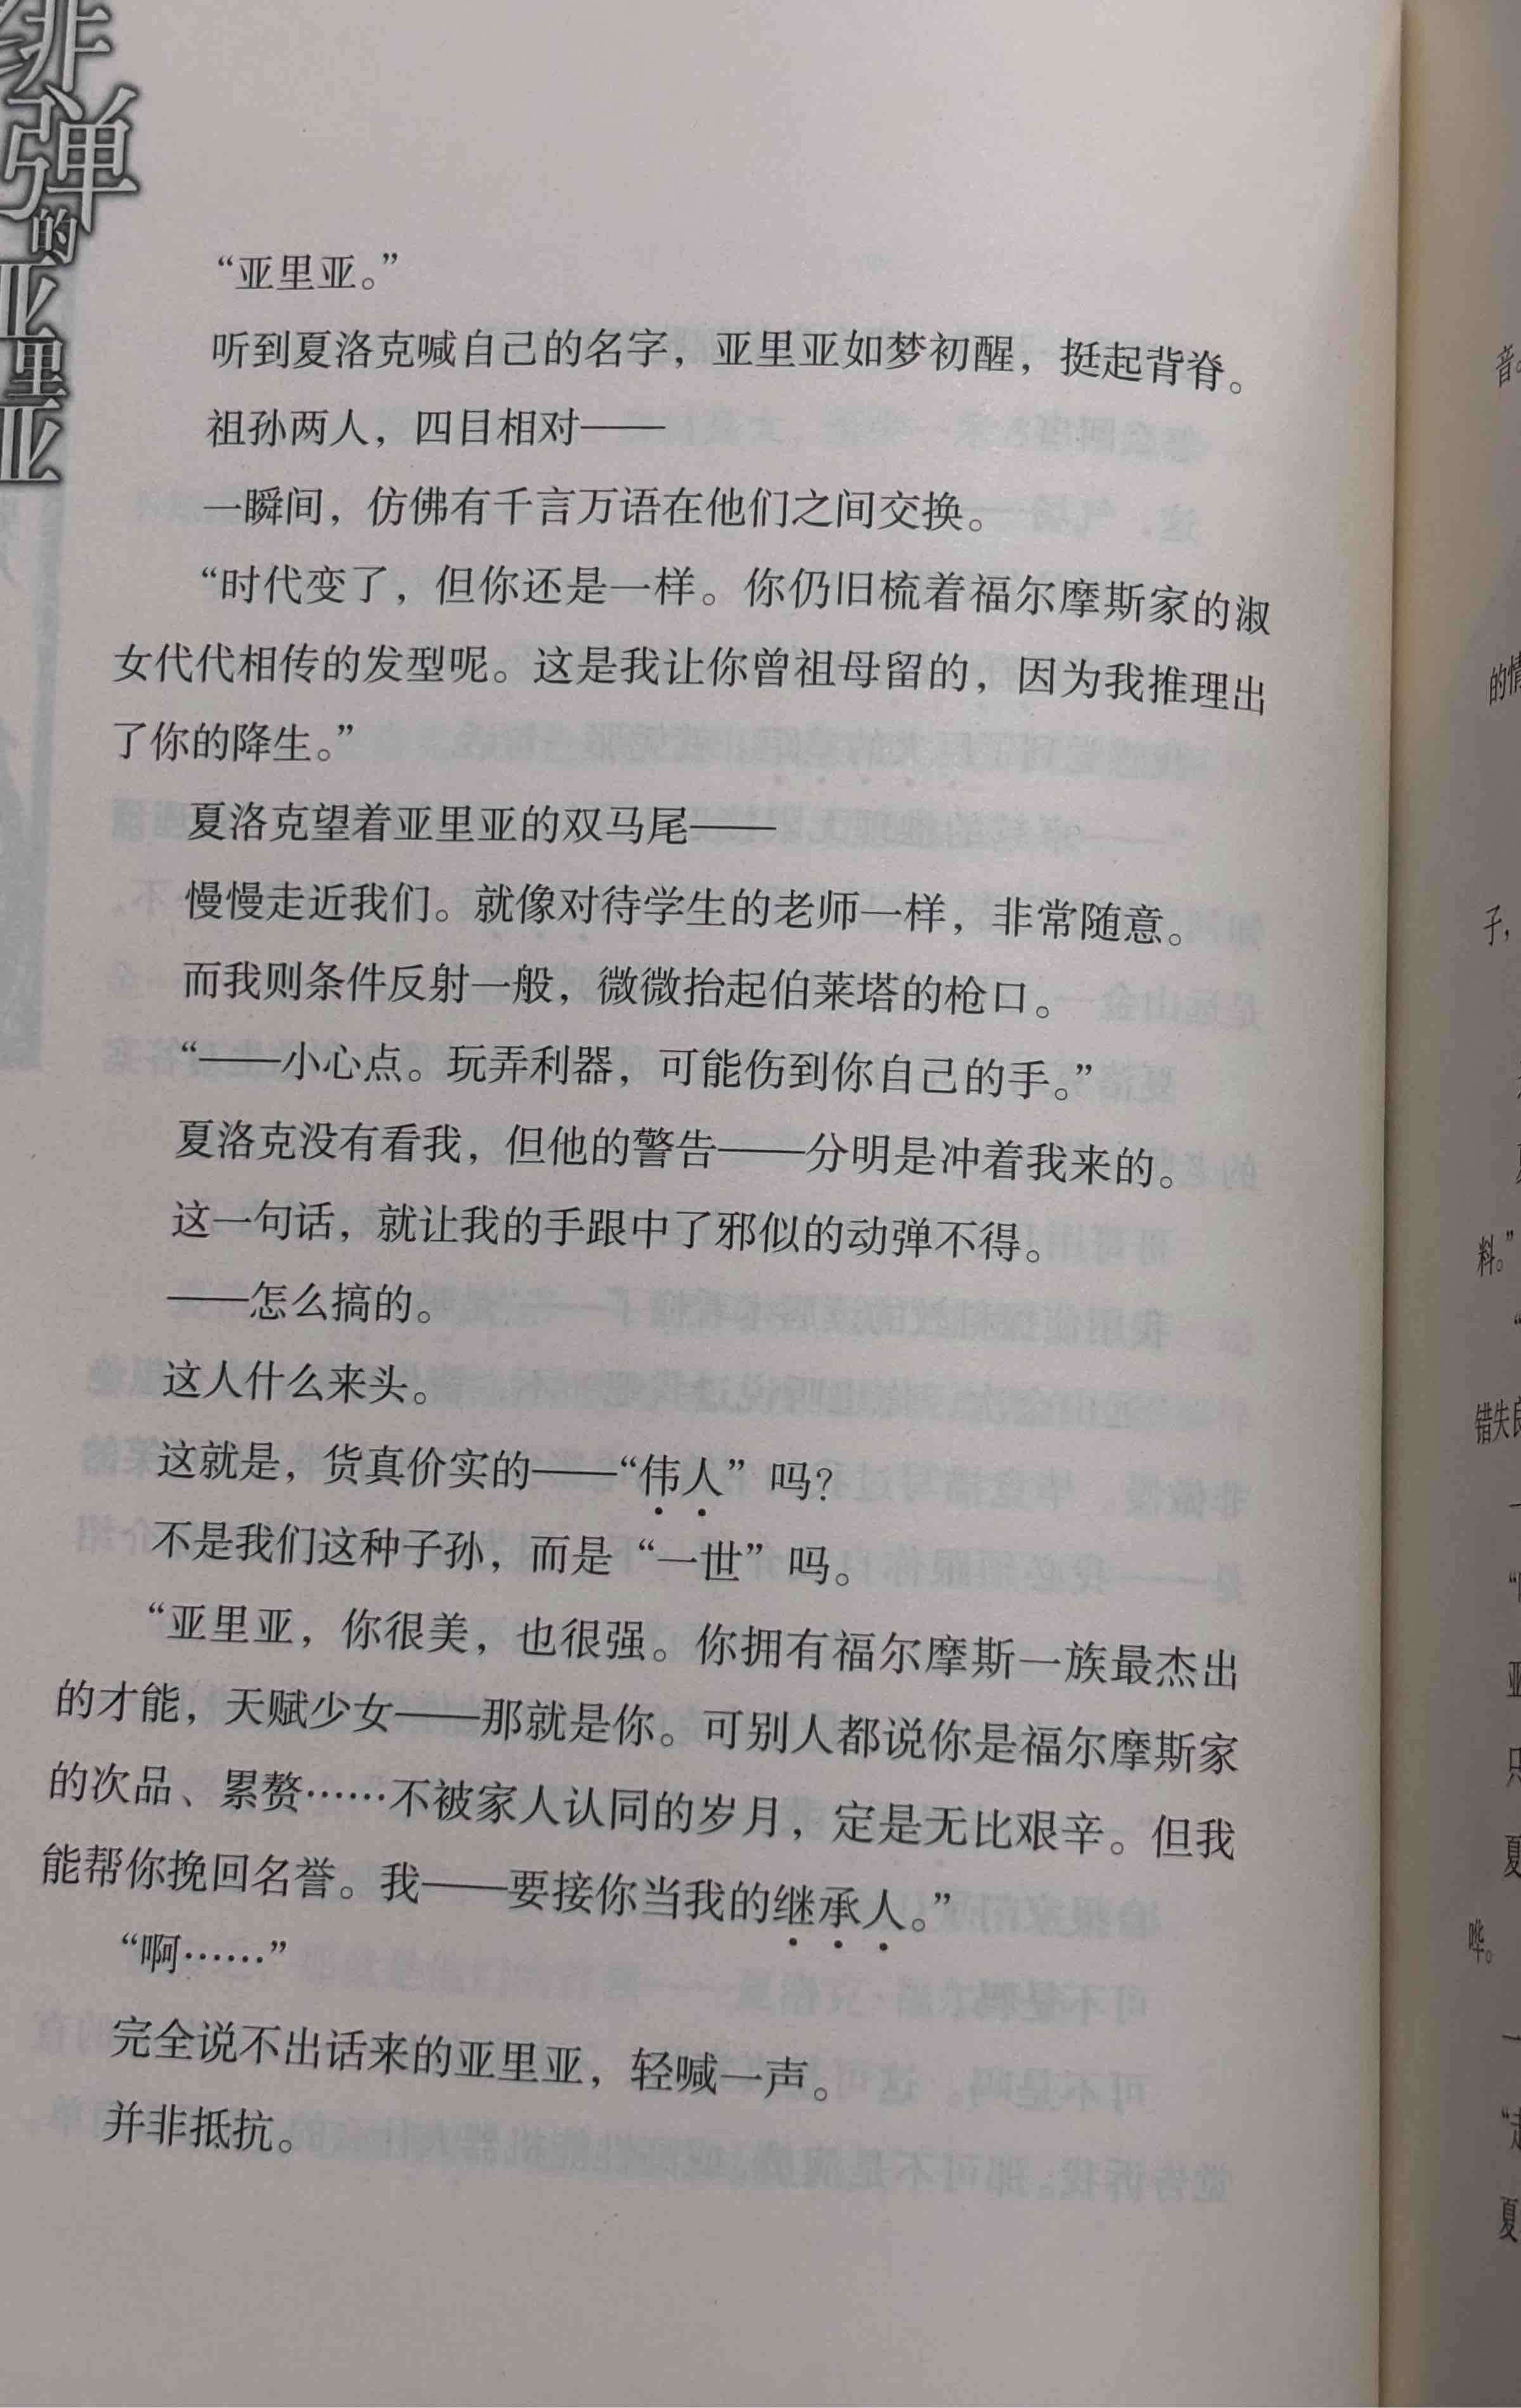 绯弹的亚里亚
“亚里亚。”
听到夏洛克喊自己的名字，亚里亚如梦初醒，挺起背脊。
祖孙两人，四目相对——
一瞬间，仿佛有千言万语在他们之间交换。
“时代变了，但你还是一样。你仍旧梳着福尔摩斯家的淑
女代代相传的发型呢。这是我让你曾祖母留的，因为我推理出
了你的降生。”
夏洛克望着亚里亚的双马尾——
慢慢走近我们。就像对待学生的老师一样，非常随意。
而我则条件反射一般，微微抬起伯莱塔的枪口。
“——小心点。玩弄利器，可能伤到你自己的手。”
夏洛克没有看我，但他的警告——分明是冲着我来的。
这一句话，就让我的手跟中了邪似的动弹不得。
——怎么搞的。
这人什么来头。
这就是，货真价实的——“伟人”吗？
不是我们这种子孙，而是“一世”吗。
“亚里亚，你很美，也很强。你拥有福尔摩斯一族最杰出
的才能，天赋少女——那就是你。可别人都说你是福尔摩斯家
的次品、累赘……不被家人认同的岁月，定是无比艰辛。但我
能帮你挽回名誉。我——要接你当我的继承人。”
“啊……”
完全说不出话来的亚里亚，轻喊一声。
并非抵抗。
音
的情
子，
料。”
错失良
哗。
夏